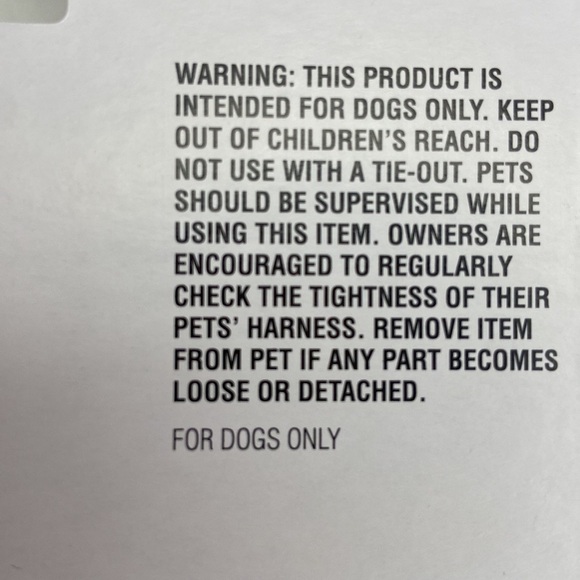 WARNING: THIS PRODUCT IS
INTENDED FOR DOGS ONLY. KEEP
OUT OF CHILDREN'S REACH. DO
NOT USE WITH A TIE-OUT. PETS
SHOULD BE SUPERVISED WHILE
USING THIS ITEM. OWNERS ARE
ENCOURAGED TO REGULARLY
CHECK THE TIGHTNESS OF THEIR
PETS' HARNESS. REMOVE ITEM
FROM PET IF ANY PART BECOMES
LOOSE OR DETACHED.
FOR DOGS ONLY